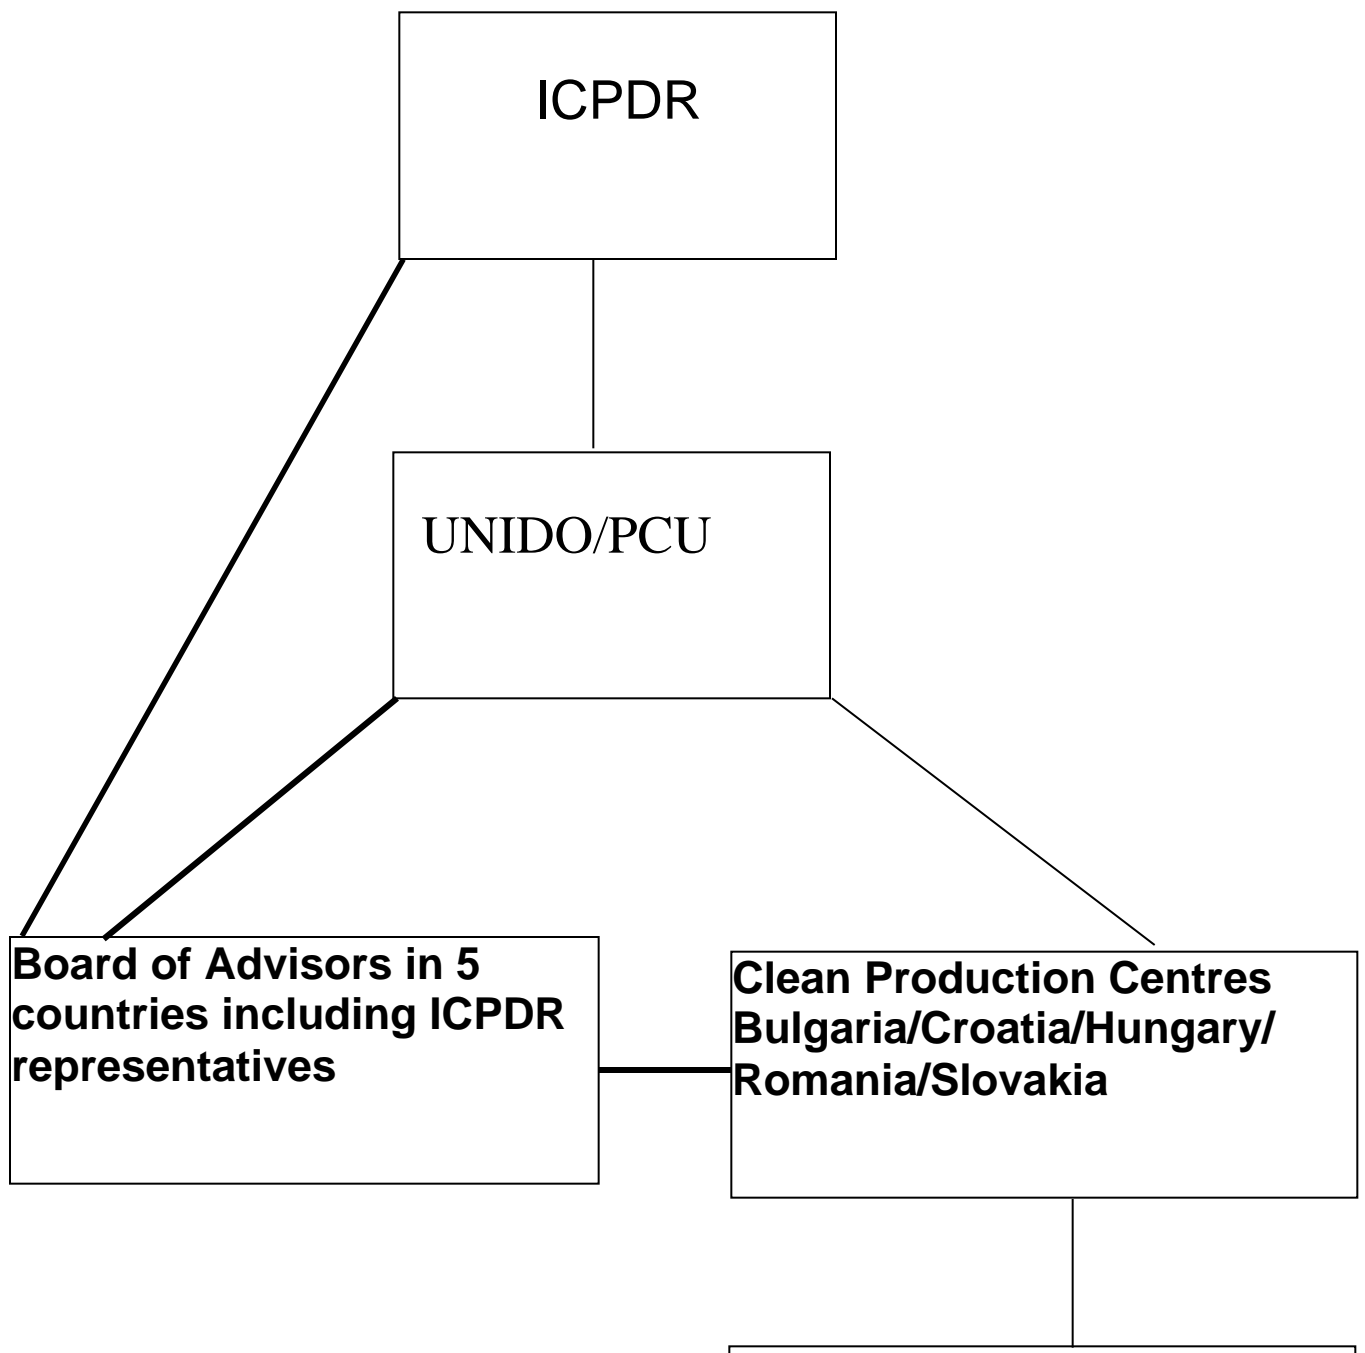 ICPDR
UNIDO/PCU
Board of Advisors in 5
countries including ICPDR
representatives
Clean Production Centres
Bulgaria/Croatia/Hungary/
Romania/Slovakia